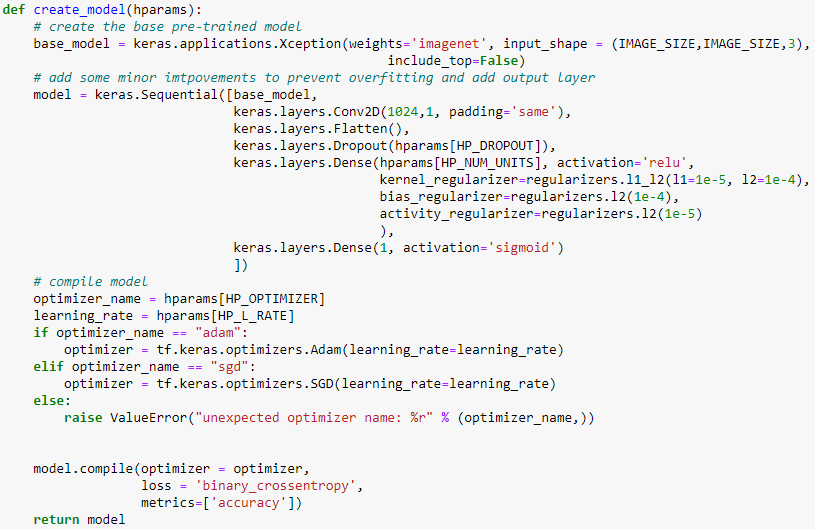 def create_model(hparams):
    # create the base pre-trained model
    base_model = keras.applications.Xception(weights='imagenet', input_shape = (IMAGE_SIZE,IMAGE_SIZE,3),
                                              include_top=False)
    # add some minor imtpovements to prevent overfitting and add output layer
    model = keras.Sequential([base_model,
                              keras.layers.Conv2D(1024,1, padding='same'),
                              keras.layers.Flatten(),
                              keras.layers.Dropout(hparams[HP_DROPOUT]),
                              keras.layers.Dense(hparams[HP_NUM_UNITS], activation='relu',
                                                 kernel_regularizer=regularizers.l1_l2(l1=1e-5, l2=1e-4),
                                                 bias_regularizer=regularizers.l2(1e-4),
                                                 activity_regularizer=regularizers.l2(1e-5)
                                                 ),
                              keras.layers.Dense(1, activation='sigmoid')
                              ])
    # compile model
    optimizer_name = hparams[HP_OPTIMIZER]
    learning_rate = hparams[HP_L_RATE]
    if optimizer_name == "adam":
        optimizer = tf.keras.optimizers.Adam(learning_rate=learning_rate)
    elif optimizer_name == "sgd":
        optimizer = tf.keras.optimizers.SGD(learning_rate=learning_rate)
    else:
        raise ValueError("unexpected optimizer name: %r" % (optimizer_name,))
    model.compile(optimizer = optimizer,
                  loss = 'binary_crossentropy',
                  metrics=['accuracy'])
    return model